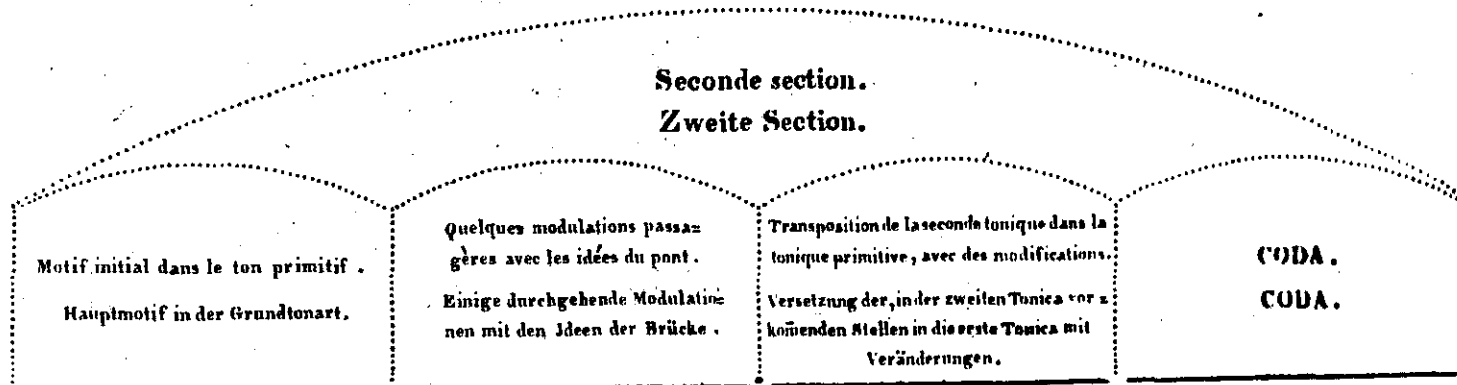 Seconde section.
Zweite Section.
Motif initial dans le ton primitif.
Hauptmotif in der Grundtonart.
Quelques modulations passa=
gères avec les idées du pont.
Einige durchgehende Modulatio=
nen mit den Jdeen der Brücke.
Transposition de la seconde tonique dans la
tonique primitive, avec des modifications.
Versetzung der, in der zweiten Tonica vor=
kom̄enden Stellen in die erste Tonica mit
Veränderungen.
CODA.
CODA.